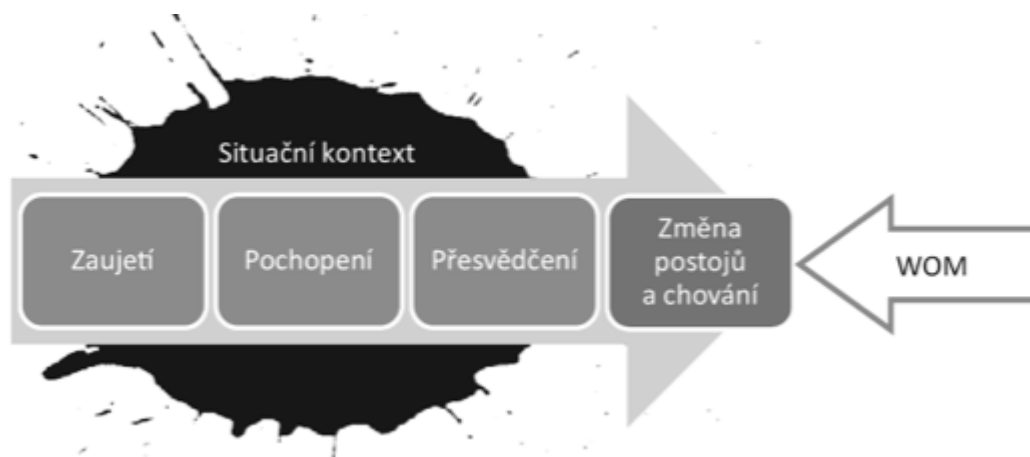 Situační kontext
Zaujetí
Pochopení
Přesvědčení
Změna
postojů
a chování
WOM